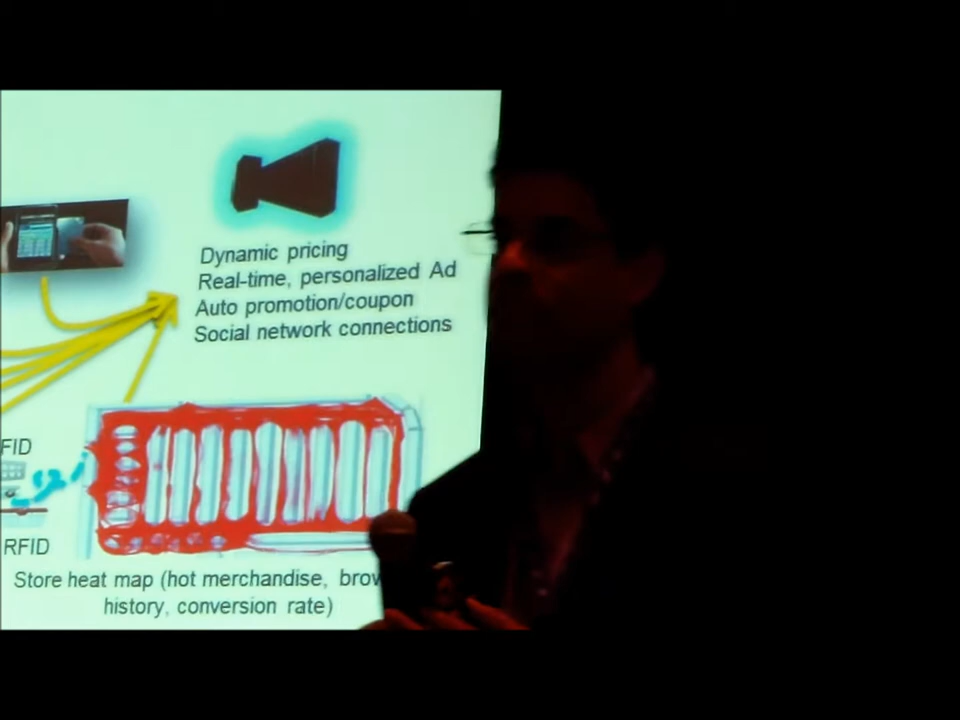 Dynamic pricing
Real-time, personalized Ad
Auto promotion/coupon
Social network connections
FID
RFID
Store heat map (hot merchandise,
history, conversion rate)